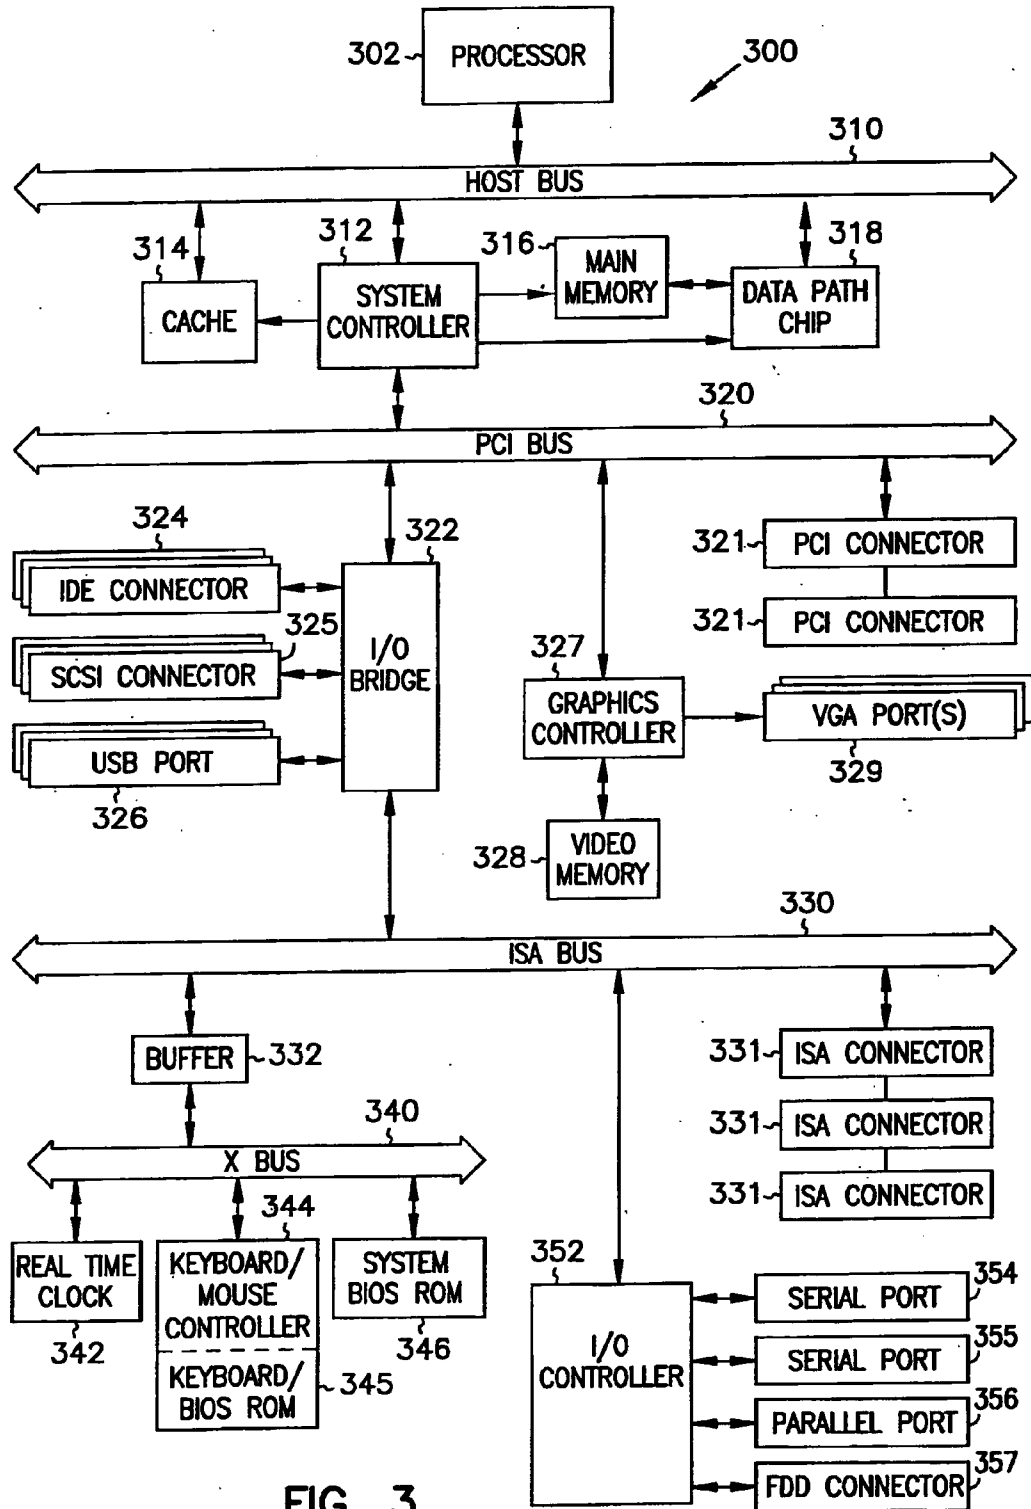 302
PROCESSOR
300
310
HOST BUS
314
312
316
318
CACHE
SYSTEM
CONTROLLER
MAIN
MEMORY
DATA PATH
CHIP
320
PCI BUS
324
322
IDE CONNECTOR
325
SCSI CONNECTOR
USB PORT
326
I/O
BRIDGE
321
PCI CONNECTOR
321
PCI CONNECTOR
327
GRAPHICS
CONTROLLER
VGA PORT(S)
329
328
VIDEO
MEMORY
330
ISA BUS
BUFFER
332
331
ISA CONNECTOR
331
ISA CONNECTOR
331
ISA CONNECTOR
340
X BUS
344
REAL TIME
CLOCK
342
KEYBOARD/
MOUSE
CONTROLLER
KEYBOARD/
BIOS ROM
345
SYSTEM
BIOS ROM
346
352
I/O
CONTROLLER
SERIAL PORT
354
SERIAL PORT
355
PARALLEL PORT
356
FDD CONNECTOR
357
FIG. 3